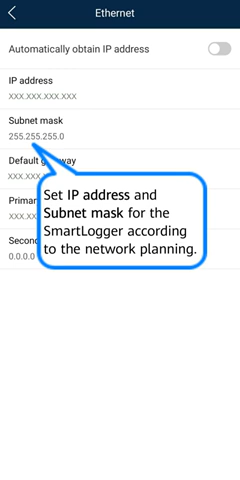 Ethernet
Automatically obtain IP address
IP address
XXX.XXX.XXX.XXX
Subnet mask
255.255.255.0
Default g way
XXX.XXX.
Set IP address and
Subnet mask for the
SmartLogger according
to the network planning.
Primar
XXX.XX
Second
0.0.0.0